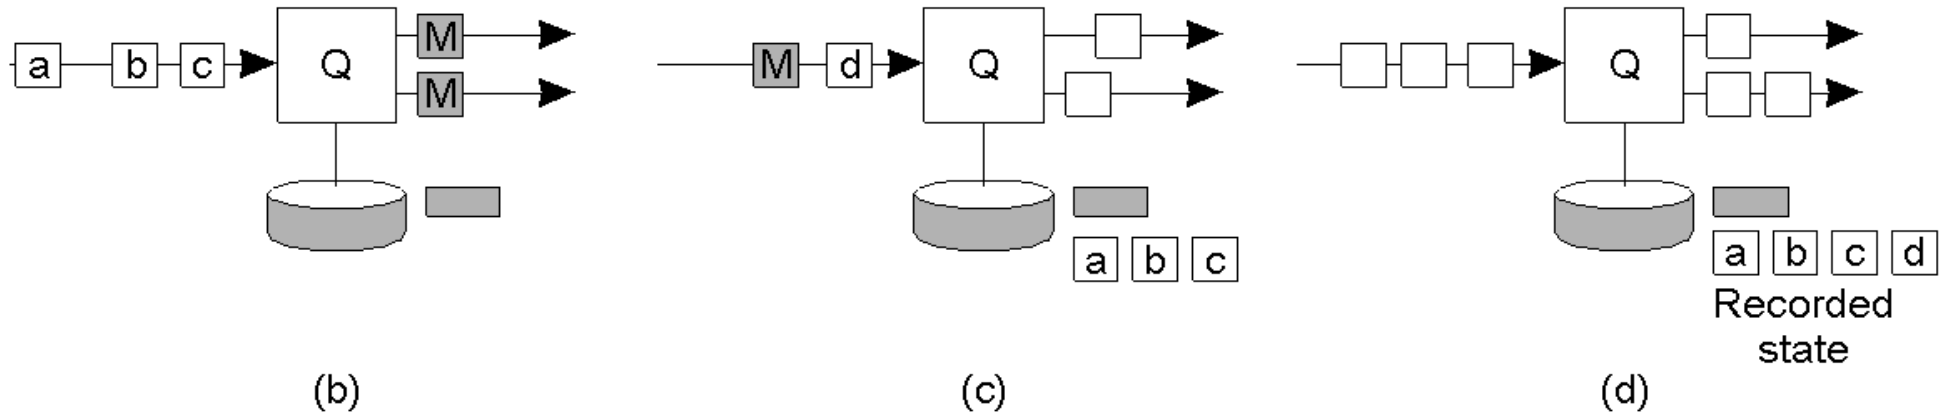 a b c Q M M
M d Q
Q
a b c
a b c d
Recorded
state
(b) (c) (d)